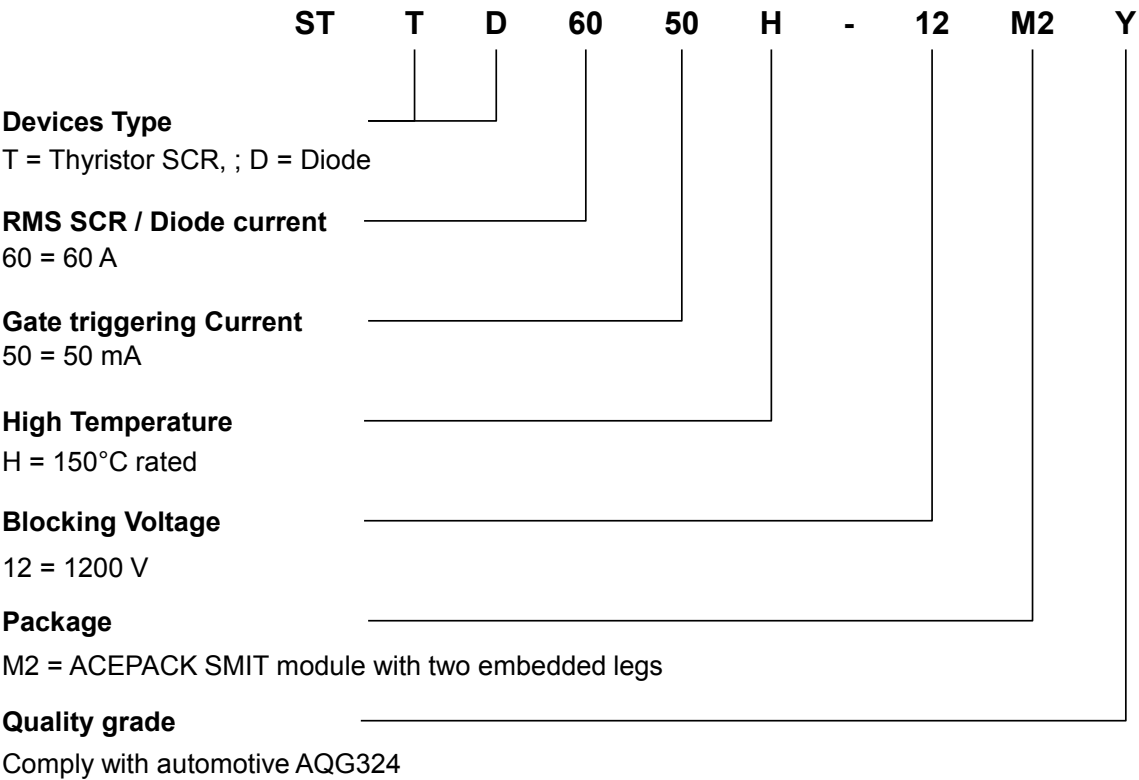 ST T D 60 50 H - 12 M2 Y
Devices Type
T = Thyristor SCR, ; D = Diode
RMS SCR / Diode current
60 = 60 A
Gate triggering Current
50 = 50 mA
High Temperature
H = 150°C rated
Blocking Voltage
12 = 1200 V
Package
M2 = ACEPACK SMIT module with two embedded legs
Quality grade
Comply with automotive AQG324